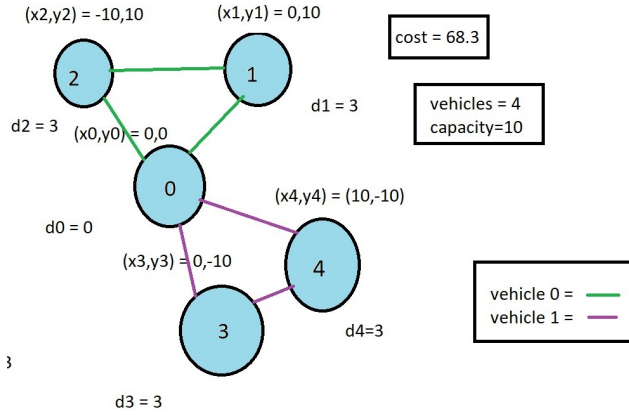 (x2,y2) = -10,10
(x1,y1) = 0,10
cost = 68.3
2
1
vehicles = 4
capacity=10
d1 = 3
d2 = 3
(x0,y0) = 0,0
0
(x4,y4) = (10,-10)
d0 = 0
(x3,y3) = 0,-10
4
vehicle 0 =
vehicle 1 =
3
d4=3
3
d3 = 3